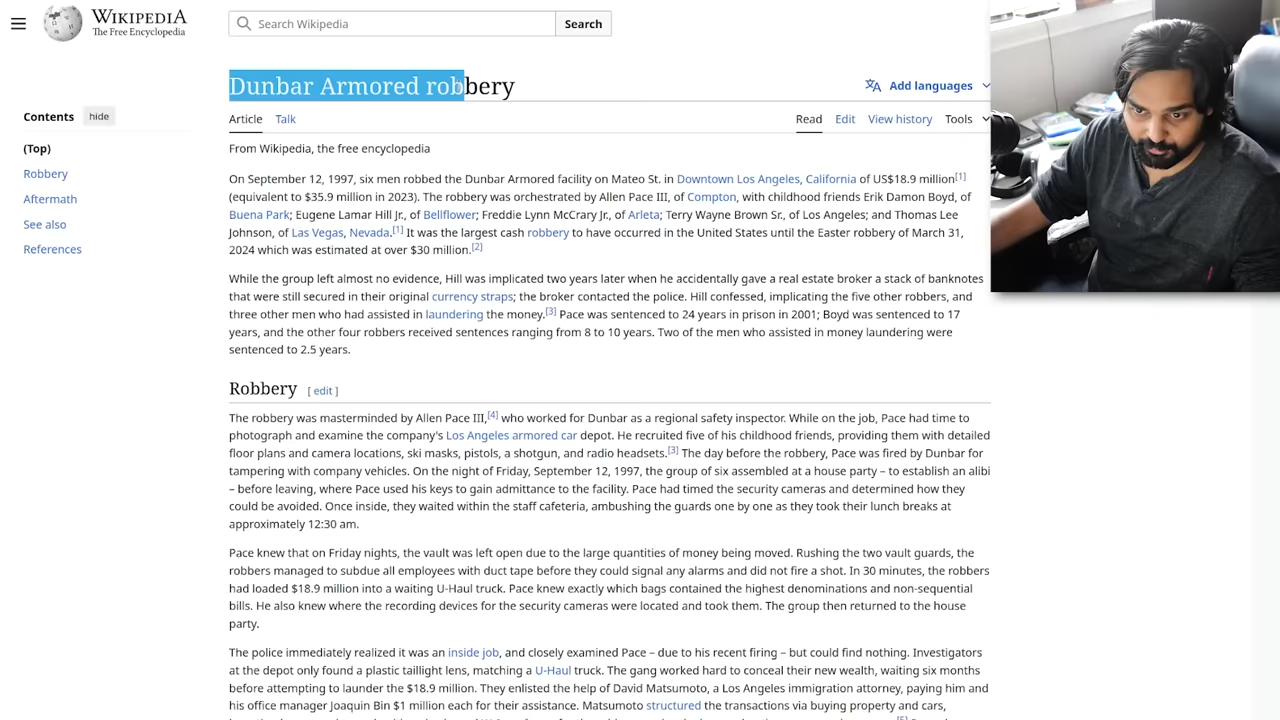 WIKIPEDIA
The Free Encyclopedia
Search Wikipedia
Search
Dunbar Armored robbery
Add languages
Contents
hide
Article
Talk
Read
Edit
View history
Tools
(Top)
From Wikipedia, the free encyclopedia
Robbery
Aftermath
See also
References
On September 12, 1997, six men robbed the Dunbar Armored facility on Mateo St. in Downtown Los Angeles, California of US$18.9 million[1]
(equivalent to $35.9 million in 2023). The robbery was orchestrated by Allen Pace III, of Compton, with childhood friends Erik Damon Boyd, of
Buena Park; Eugene Lamar Hill Jr., of Bellflower; Freddie Lynn McCrary Jr., of Arleta; Terry Wayne Brown Sr., of Los Angeles; and Thomas Lee
Johnson, of Las Vegas, Nevada.[1] It was the largest cash robbery to have occurred in the United States until the Easter robbery of March 31,
2024 which was estimated at over $30 million.[2]
While the group left almost no evidence, Hill was implicated two years later when he accidentally gave a real estate broker a stack of banknotes
that were still secured in their original currency straps; the broker contacted the police. Hill confessed, implicating the five other robbers, and
three other men who had assisted in laundering the money.[3] Pace was sentenced to 24 years in prison in 2001; Boyd was sentenced to 17
years, and the other four robbers received sentences ranging from 8 to 10 years. Two of the men who assisted in money laundering were
sentenced to 2.5 years.
Robbery [ edit ]
The robbery was masterminded by Allen Pace III,[4] who worked for Dunbar as a regional safety inspector. While on the job, Pace had time to
photograph and examine the company's Los Angeles armored car depot. He recruited five of his childhood friends, providing them with detailed
floor plans and camera locations, ski masks, pistols, a shotgun, and radio headsets.[3] The day before the robbery, Pace was fired by Dunbar for
tampering with company vehicles. On the night of Friday, September 12, 1997, the group of six assembled at a house party – to establish an alibi
– before leaving, where Pace used his keys to gain admittance to the facility. Pace had timed the security cameras and determined how they
could be avoided. Once inside, they waited within the staff cafeteria, ambushing the guards one by one as they took their lunch breaks at
approximately 12:30 am.
Pace knew that on Friday nights, the vault was left open due to the large quantities of money being moved. Rushing the two vault guards, the
robbers managed to subdue all employees with duct tape before they could signal any alarms and did not fire a shot. In 30 minutes, the robbers
had loaded $18.9 million into a waiting U-Haul truck. Pace knew exactly which bags contained the highest denominations and non-sequential
bills. He also knew where the recording devices for the security cameras were located and took them. The group then returned to the house
party.
The police immediately realized it was an inside job, and closely examined Pace – due to his recent firing – but could find nothing. Investigators
at the depot only found a plastic taillight lens, matching a U-Haul truck. The gang worked hard to conceal their new wealth, waiting six months
before attempting to launder the $18.9 million. They enlisted the help of David Matsumoto, a Los Angeles immigration attorney, paying him and
his office manager Joaquin Bin $1 million each for their assistance. Matsumoto structured the transactions via buying property and cars,